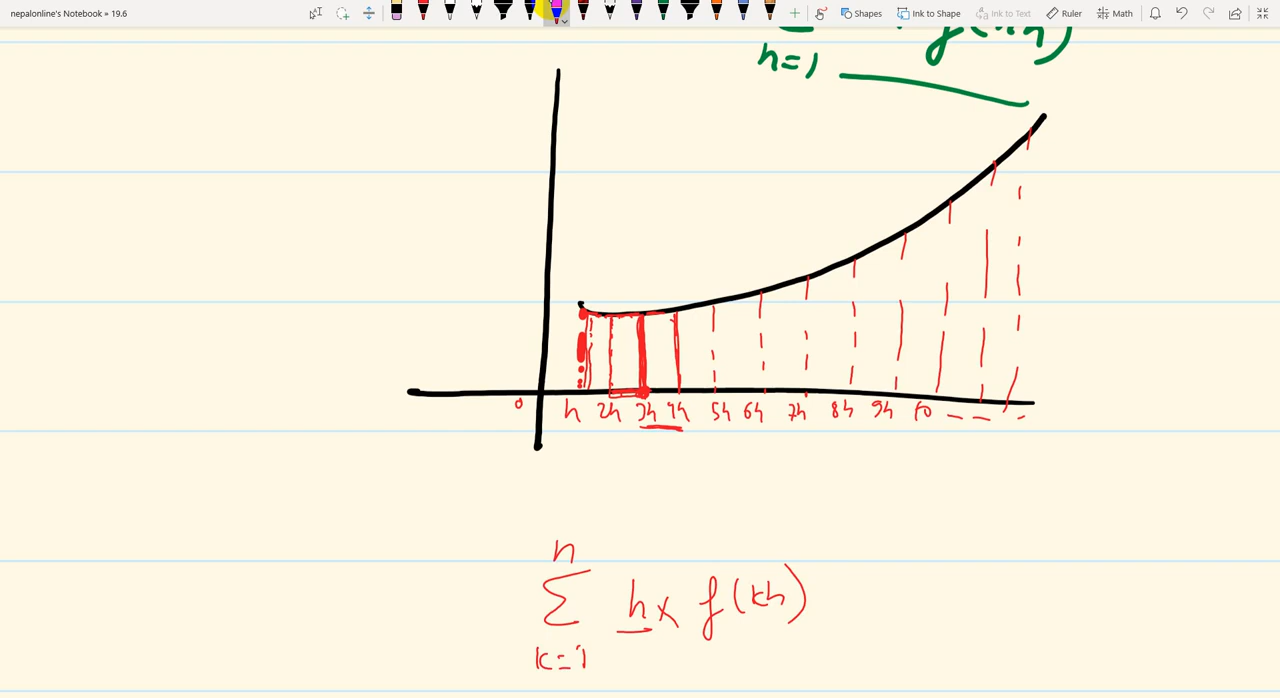 nepalonline's Notebook » 19.6
Shapes Ink to Shape Ink to Text Ruler Math
n=1
0 h 2h 3h 4h 5h 6h 7h 8h 9h 10 — — -
n
∑ h x f(kh)
k=1